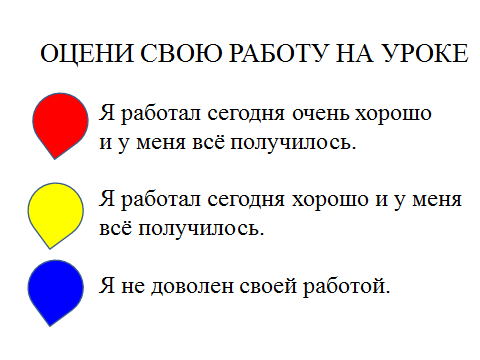 ОЦЕНИ СВОЮ РАБОТУ НА УРОКЕ
Я работал сегодня очень хорошо
и у меня всё получилось.
Я работал сегодня хорошо и у меня
всё получилось.
Я не доволен своей работой.